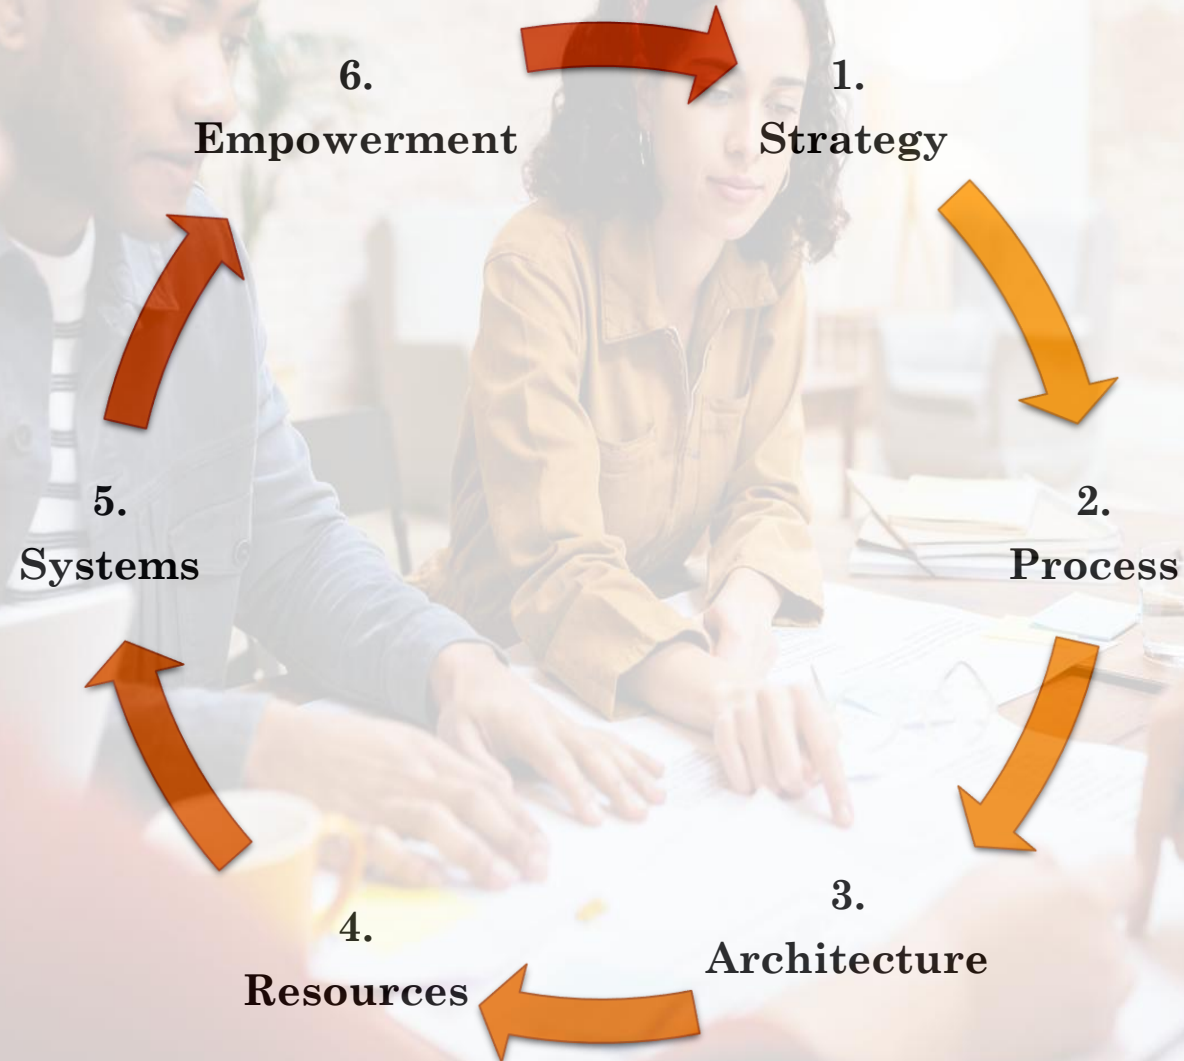 1.
Strategy
2.
Process
3.
Architecture
4.
Resources
5.
Systems
6.
Empowerment